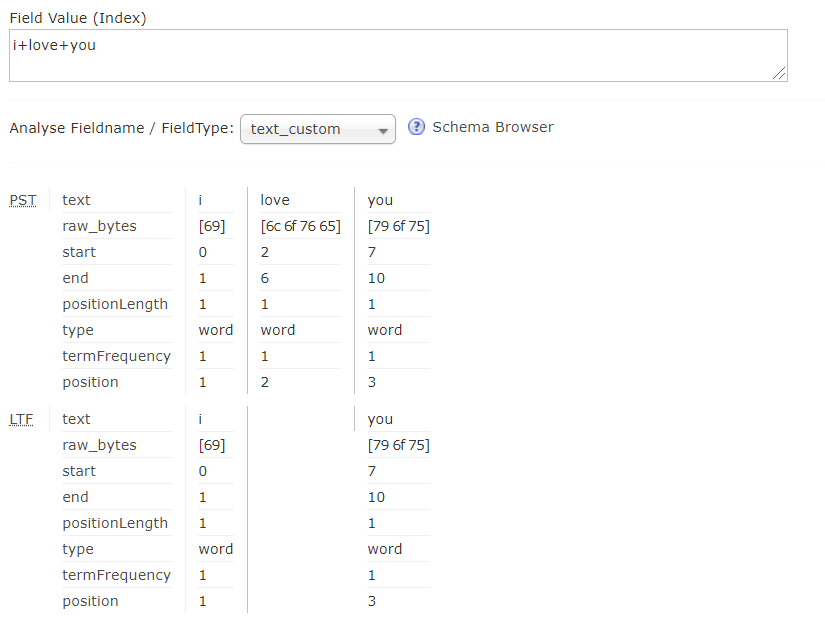 Field Value (Index)
i+love+you
Analyse Fieldname / FieldType: text_custom ? Schema Browser
PST text i love you
raw_bytes [69] [6c 6f 76 65] [79 6f 75]
start 0 2 7
end 1 6 10
positionLength 1 1 1
type word word word
termFrequency 1 1 1
position 1 2 3
LTF text i you
raw_bytes [69] [79 6f 75]
start 0 7
end 1 10
positionLength 1 1
type word word
termFrequency 1 1
position 1 3